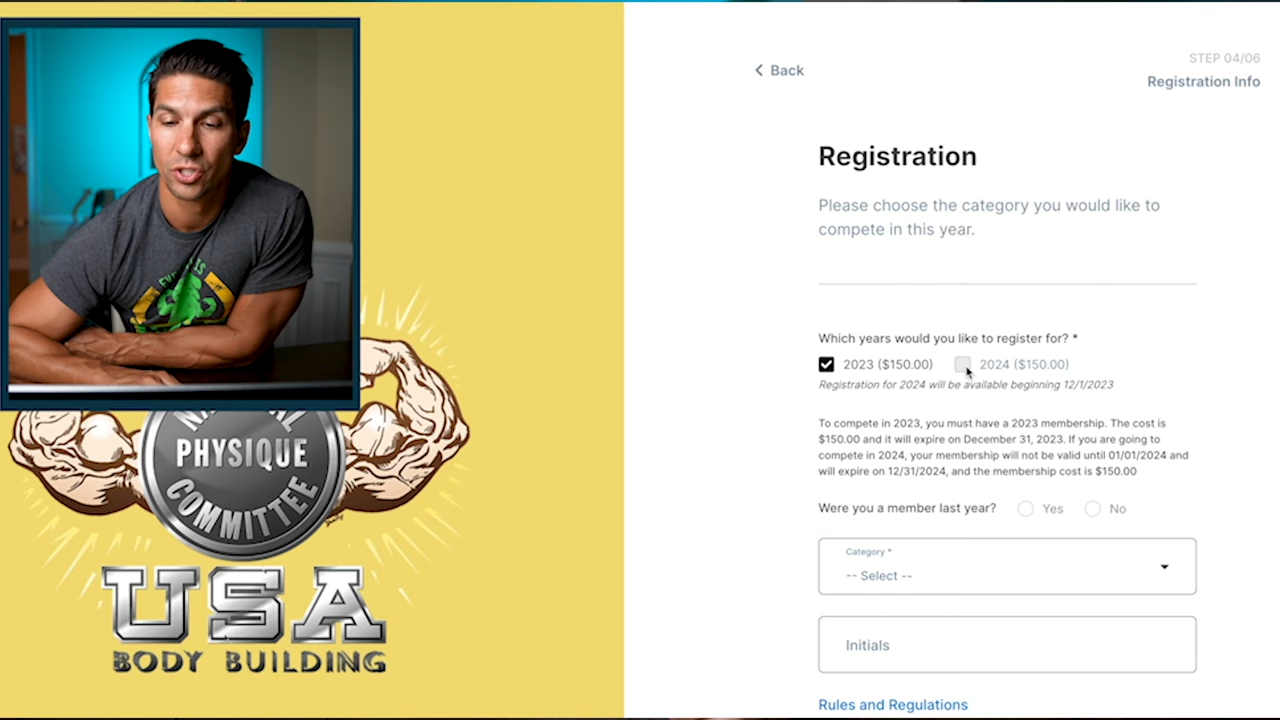 STEP 04/06
Back
Registration Info
Registration
Please choose the category you would like to
compete in this year.
Which years would you like to register for? *
2023 ($150.00)
2024 ($150.00)
Registration for 2024 will be available beginning 12/1/2023
To compete in 2023, you must have a 2023 membership. The cost is
$150.00 and it will expire on December 31, 2023. If you are going to
compete in 2024, your membership will not be valid until 01/01/2024 and
will expire on 12/31/2024, and the membership cost is $150.00
Were you a member last year?
Yes
No
Category *
-- Select --
Initials
Rules and Regulations
PHYSIQUE
COMMITTEE
USA
BODY BUILDING